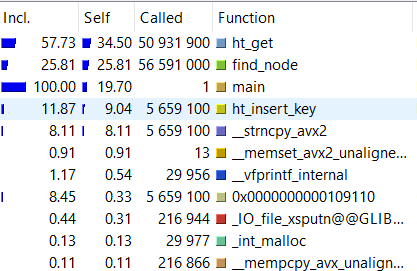 Incl. Self Called Function
57.73 34.50 50 931 900 ht_get
25.81 25.81 56 591 000 find_node
100.00 19.70 1 main
11.87 9.04 5 659 100 ht_insert_key
8.11 8.11 5 659 100 __strncpy_avx2
0.91 0.91 13 __memset_avx2_unaligne...
1.17 0.54 29 956 __vfprintf_internal
8.45 0.33 5 659 100 0x0000000000109110
0.44 0.31 216 944 _IO_file_xsputn@@GLIB...
0.13 0.13 29 977 _int_malloc
0.11 0.11 216 866 __mempcpy_avx_unalign...